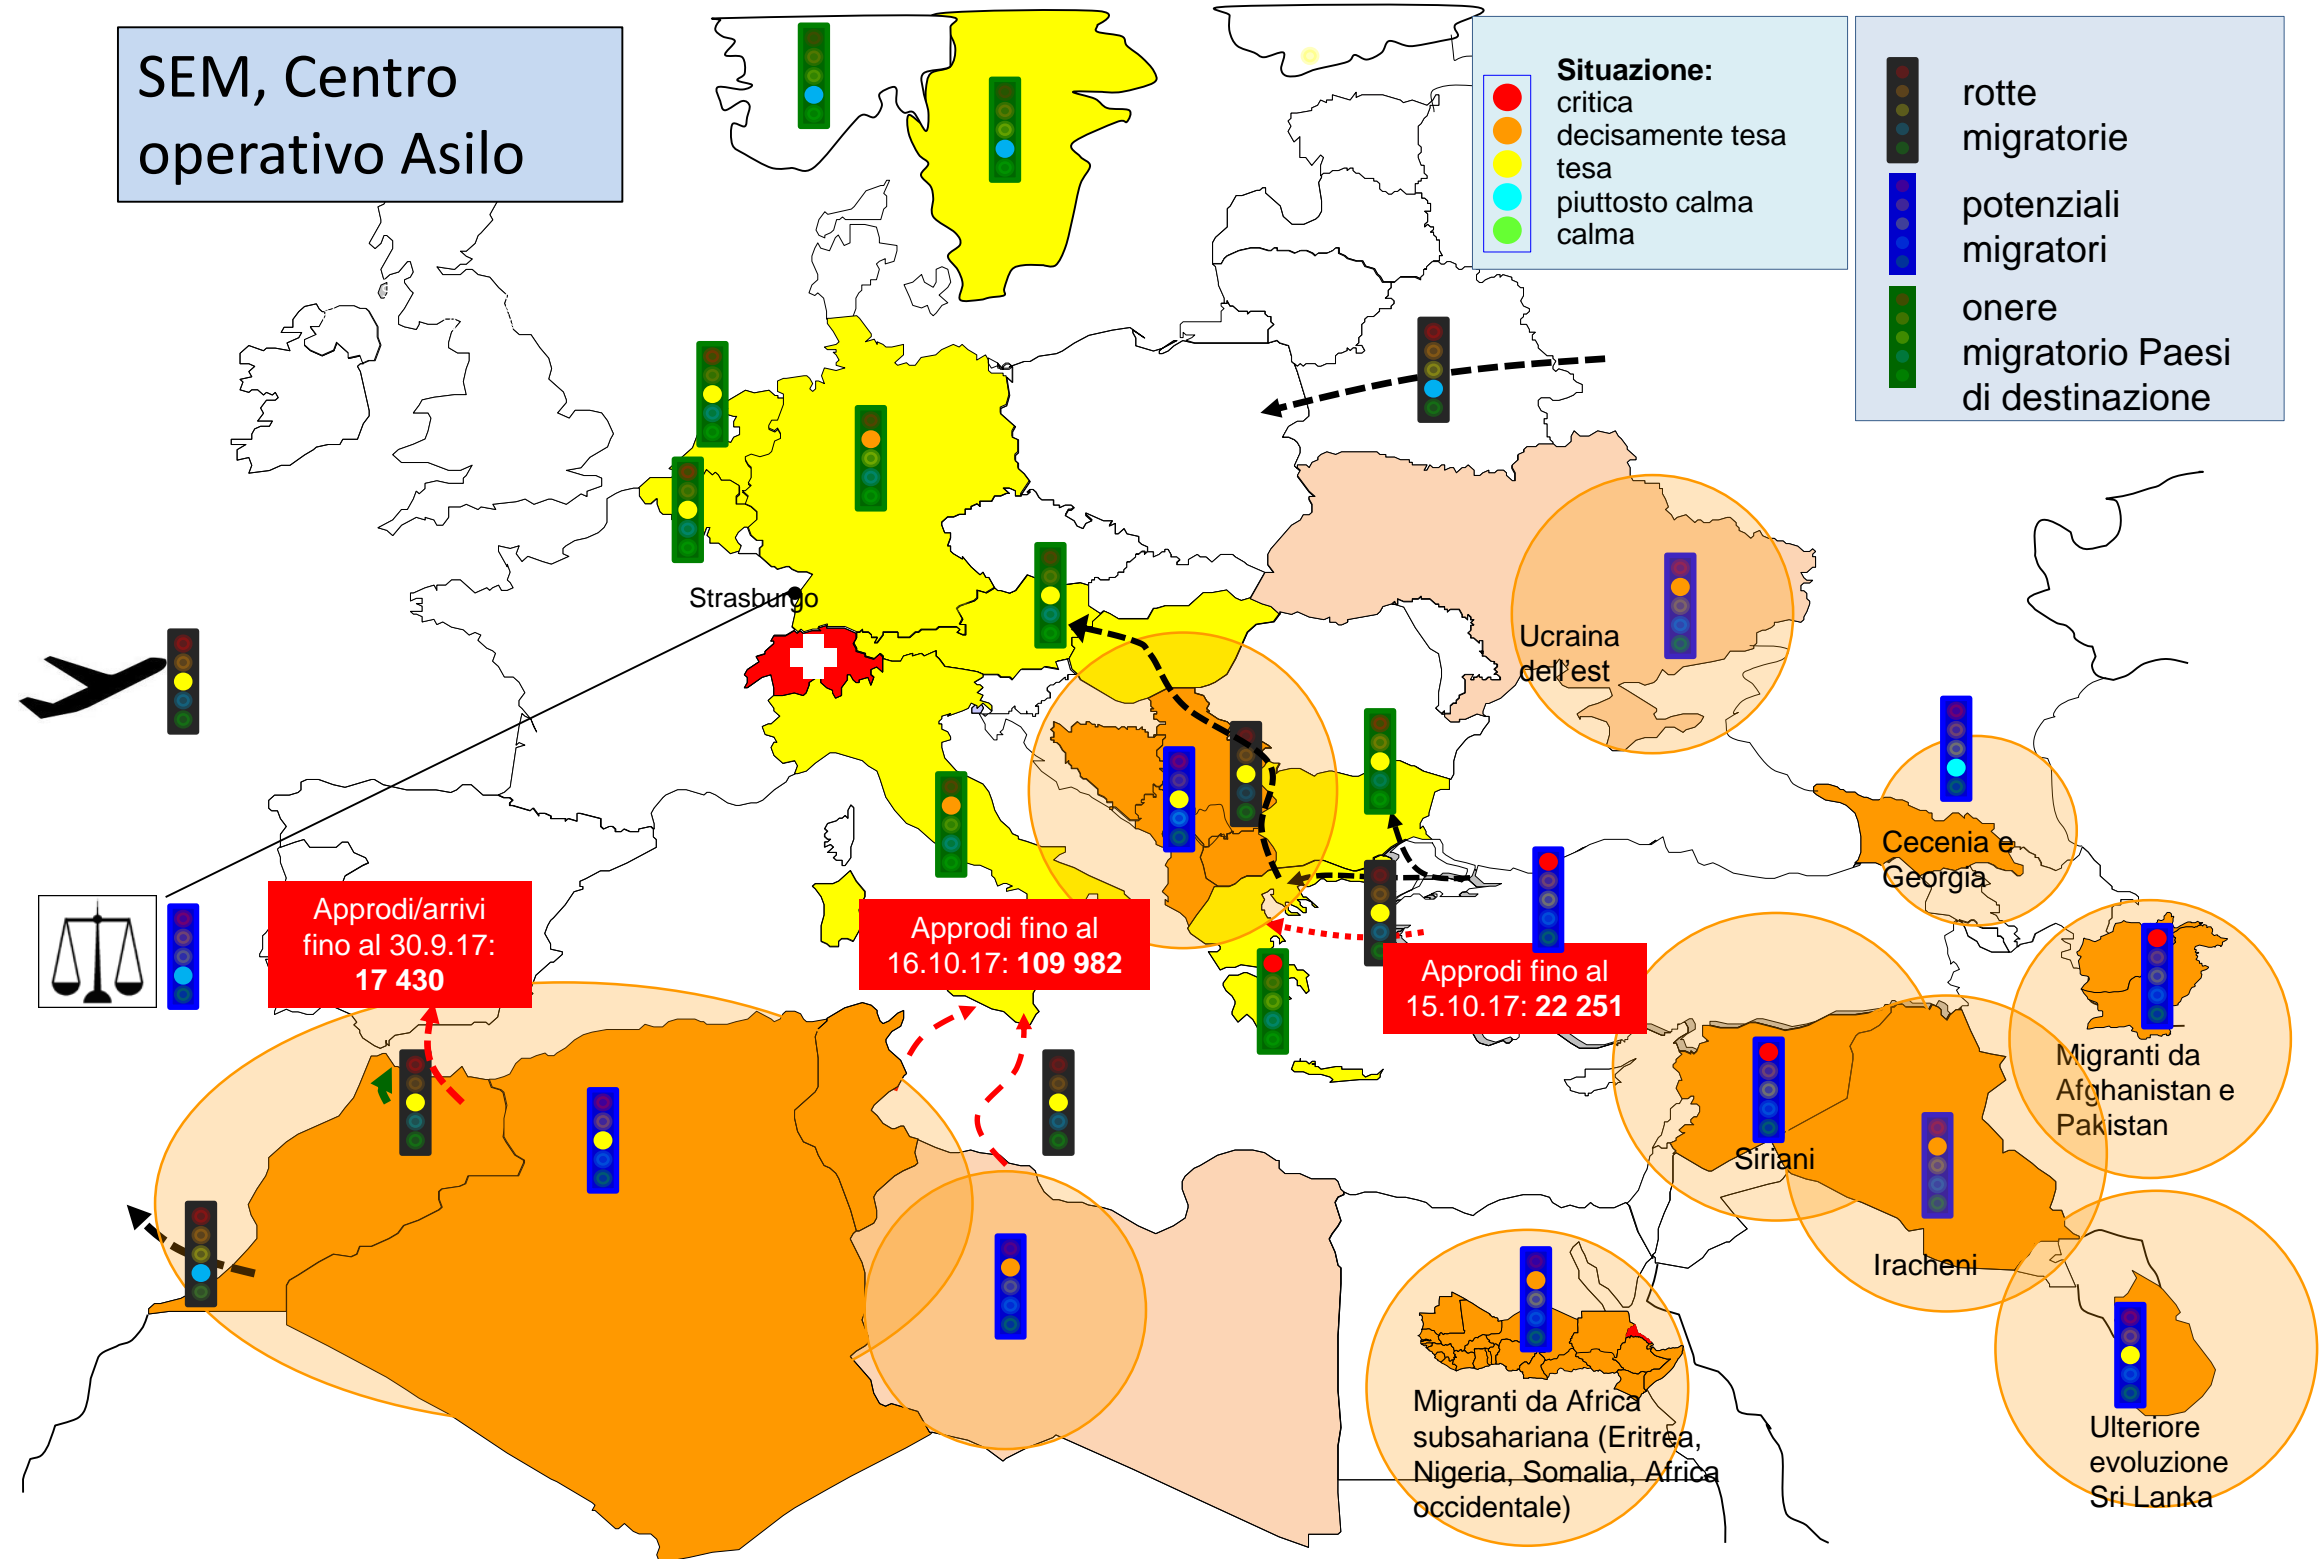 SEM, Centro
operativo Asilo
Situazione:
critica
decisamente tesa
tesa
piuttosto calma
calma
rotte
migratorie
potenziali
migratori
onere
migratorio Paesi
di destinazione
Strasburgo
Ucraina
dell'est
Cecenia e
Georgia
Approdi/arrivi
fino al 30.9.17:
17 430
Approdi fino al
16.10.17: 109 982
Approdi fino al
15.10.17: 22 251
Migranti da
Afghanistan e
Pakistan
Siriani
Iracheni
Migranti da Africa
subsahariana (Eritrea,
Nigeria, Somalia, Africa
occidentale)
Ulteriore
evoluzione
Sri Lanka